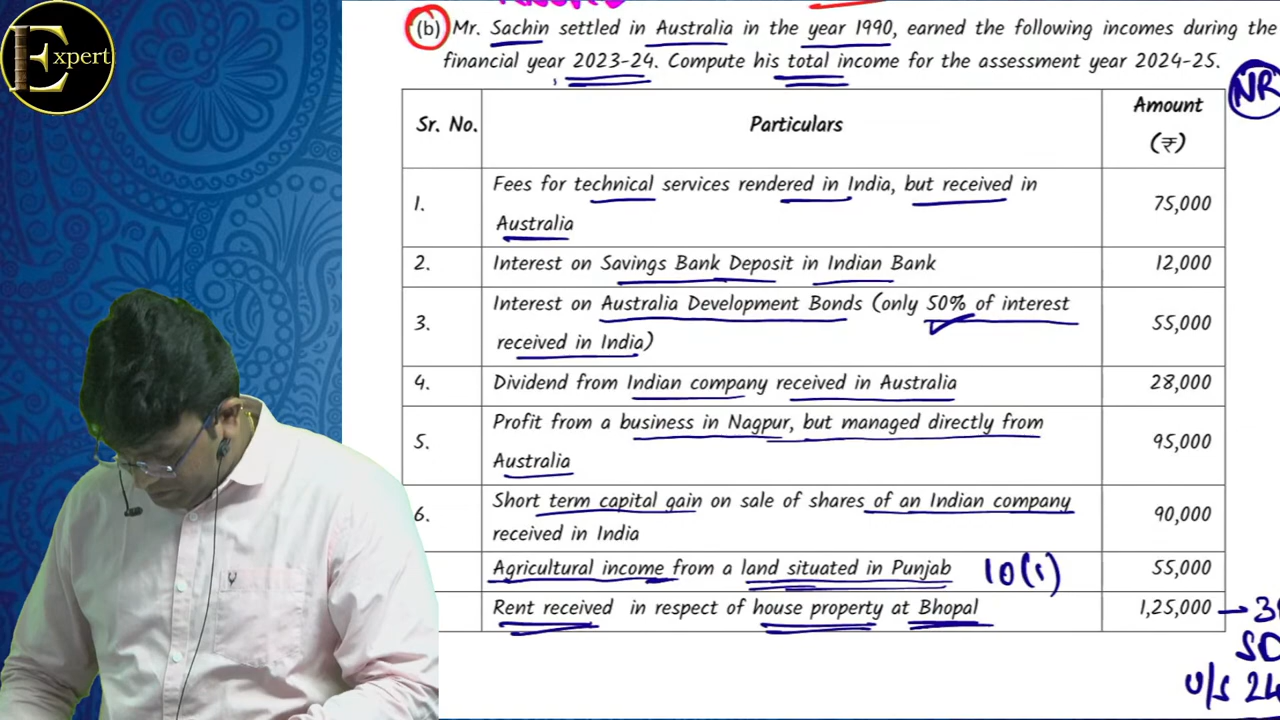 Expert
(b) Mr. Sachin settled in Australia in the year 1990, earned the following incomes during the
financial year 2023-24. Compute his total income for the assessment year 2024-25.
NR
Sr. No. Particulars Amount (₹)
1. Fees for technical services rendered in India, but received in
Australia 75,000
2. Interest on Savings Bank Deposit in Indian Bank 12,000
3. Interest on Australia Development Bonds (only 50% of interest
received in India) 55,000
4. Dividend from Indian company received in Australia 28,000
5. Profit from a business in Nagpur, but managed directly from
Australia 95,000
6. Short term capital gain on sale of shares of an Indian company
received in India 90,000
Agricultural income from a land situated in Punjab 10(1) 55,000
Rent received in respect of house property at Bhopal 1,25,000
U/s 24